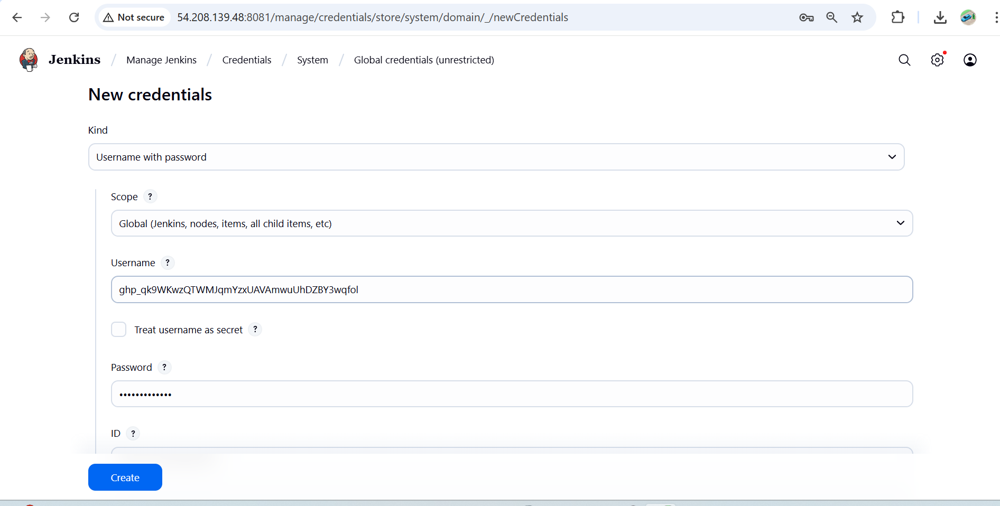 Not secure 54.208.139.48:8081/manage/credentials/store/system/domain/_/newCredentials
Jenkins / Manage Jenkins / Credentials / System / Global credentials (unrestricted)
New credentials
Kind
Username with password
Scope ?
Global (Jenkins, nodes, items, all child items, etc)
Username ?
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
Treat username as secret ?
Password ?
•••••••••••••
ID ?
Create